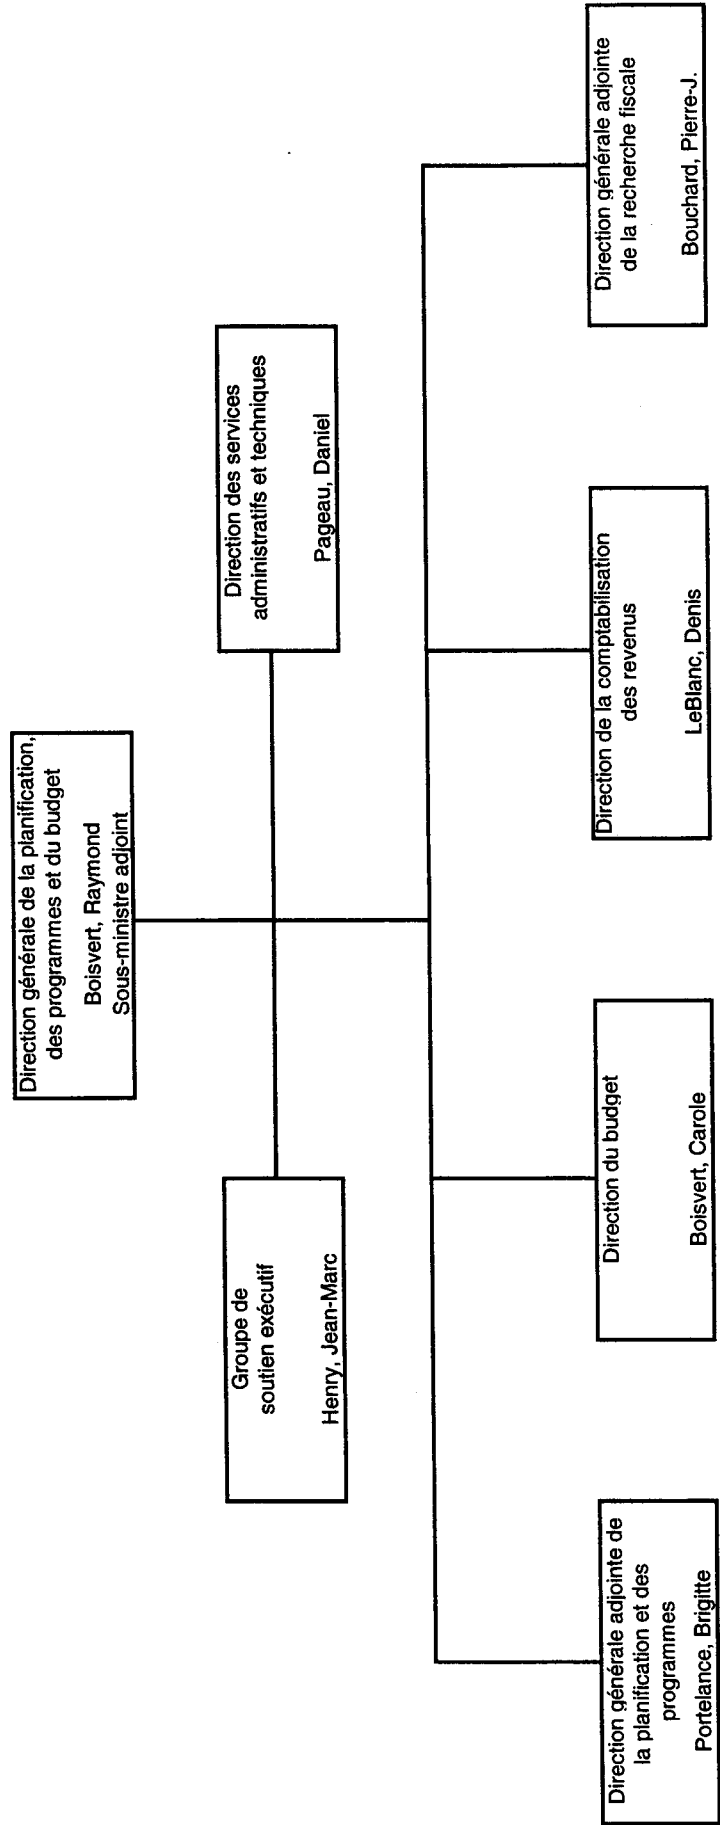 Direction générale de la planification,
des programmes et du budget
Boisvert, Raymond
Sous-ministre adjoint
Groupe de
soutien exécutif
Henry, Jean-Marc
Direction des services
administratifs et techniques
Pageau, Daniel
Direction générale adjointe de
la planification et des
programmes
Portelance, Brigitte
Direction du budget
Boisvert, Carole
Direction de la comptabilisation
des revenus
LeBlanc, Denis
Direction générale adjointe
de la recherche fiscale
Bouchard, Pierre-J.